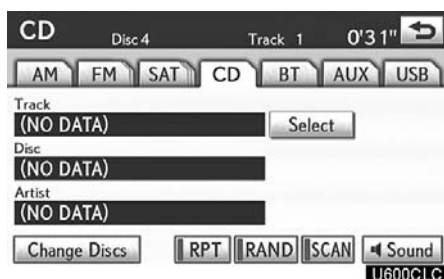 CD Disc 4 Track 1 0'31"
AM FM SAT CD BT AUX USB
Track
(NO DATA) Select
Disc
(NO DATA)
Artist
(NO DATA)
Change Discs RPT RAND SCAN Sound
U600CLC